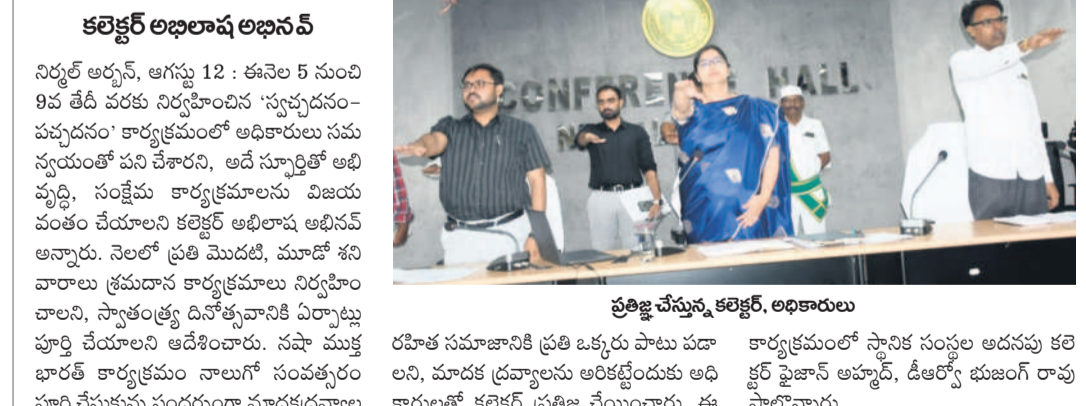 కలెక్టర్ అభిలాష అభినవ్
నిర్మల్ అర్బన్, ఆగస్టు 12 : ఈనెల 5 నుంచి
9వ తేదీ వరకు నిర్వహించిన ‘స్వచ్ఛదనం-
పచ్చదనం’ కార్యక్రమంలో అధికారులు సమ
న్వయంతో పని చేశారని, అదే స్ఫూర్తితో అభి
వృద్ధి, సంక్షేమ కార్యక్రమాలను విజయ
వంతం చేయాలని కలెక్టర్ అభిలాష అభినవ్
అన్నారు. నెలలో ప్రతి మొదటి, మూడో శని
వారాలు శ్రమదాన కార్యక్రమాలు నిర్వహిం
చాలని, స్వాతంత్ర్య దినోత్సవానికి ఏర్పాట్లు
పూర్తి చేయాలని ఆదేశించారు. నషా ముక్త
భారత్ కార్యక్రమం నాలుగో సంవత్సరం
CONFERENCE HALL
ప్రతిజ్ఞ చేస్తున్న కలెక్టర్, అధికారులు
రహిత సమాజానికి ప్రతి ఒక్కరు పాటు పడా
లని, మాదక ద్రవ్యాలను అరికట్టేందుకు అధి
కారులతో కలెక్టర్ ప్రతిజ్ఞ చేయించారు. ఈ
కార్యక్రమంలో స్థానిక సంస్థల అదనపు కలె
క్టర్ ఫైజాన్ అహ్మద్, డీఆర్వో భుజంగ్ రావు
పాల్గొన్నారు.